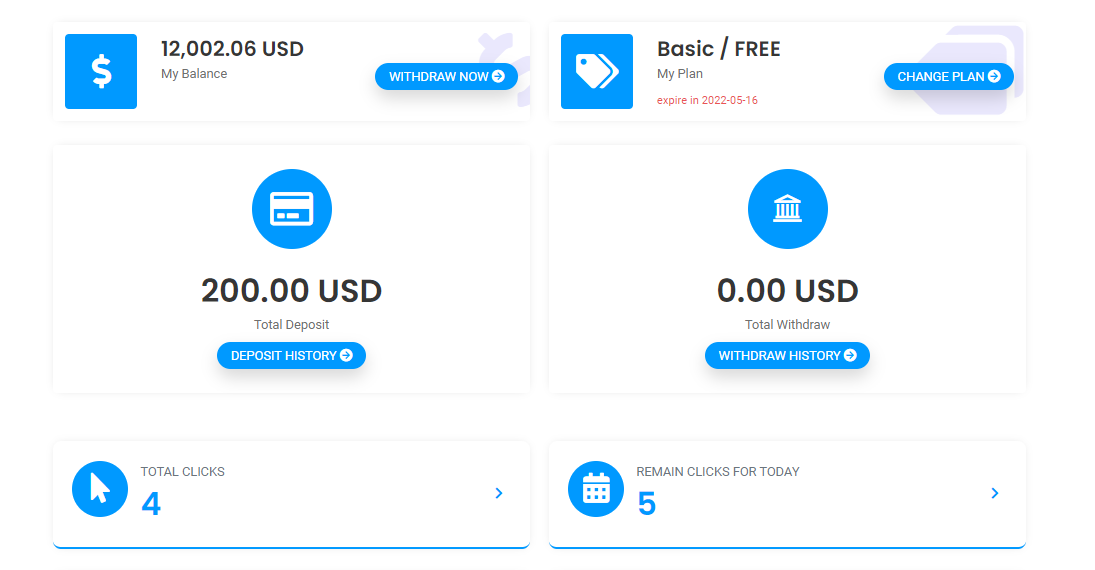 12,002.06 USD
My Balance
WITHDRAW NOW
Basic / FREE
My Plan
expire in 2022-05-16
CHANGE PLAN
200.00 USD
Total Deposit
DEPOSIT HISTORY
0.00 USD
Total Withdraw
WITHDRAW HISTORY
TOTAL CLICKS
4
REMAIN CLICKS FOR TODAY
5